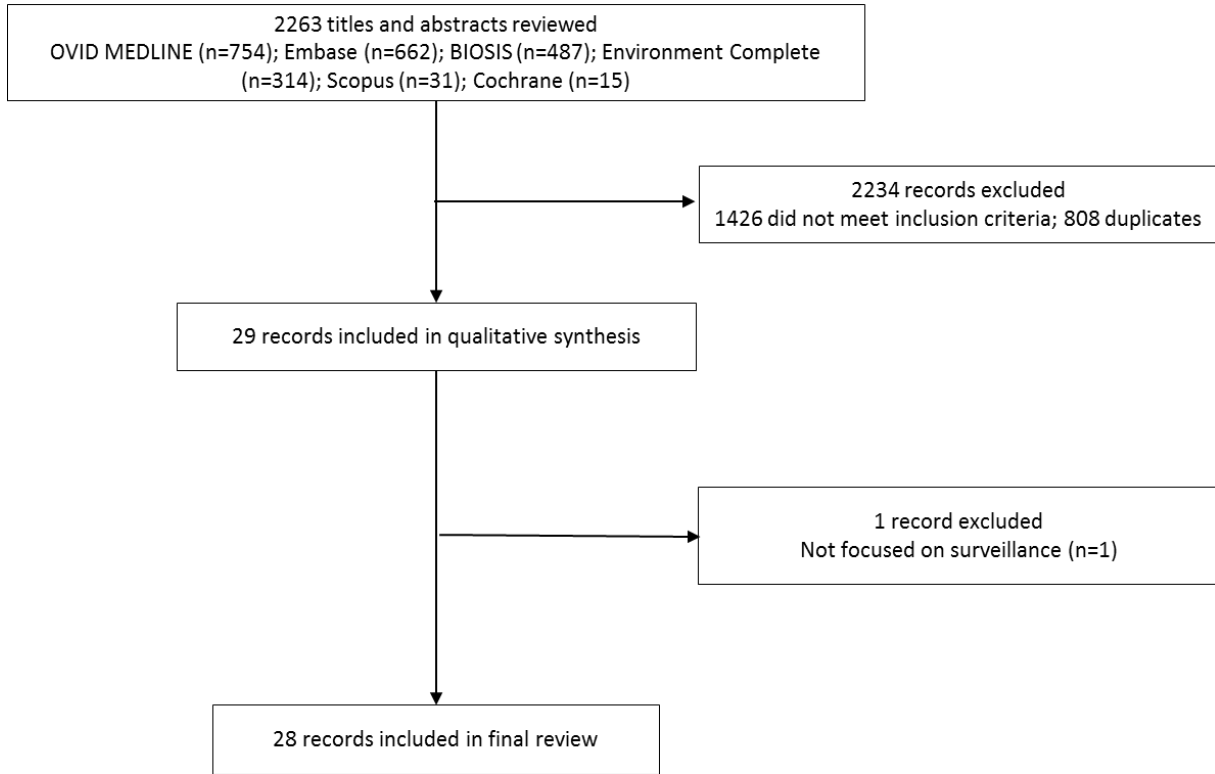 2263 titles and abstracts reviewed
OVID MEDLINE (n=754); Embase (n=662); BIOSIS (n=487); Environment Complete
(n=314); Scopus (n=31); Cochrane (n=15)
2234 records excluded
1426 did not meet inclusion criteria; 808 duplicates
29 records included in qualitative synthesis
1 record excluded
Not focused on surveillance (n=1)
28 records included in final review